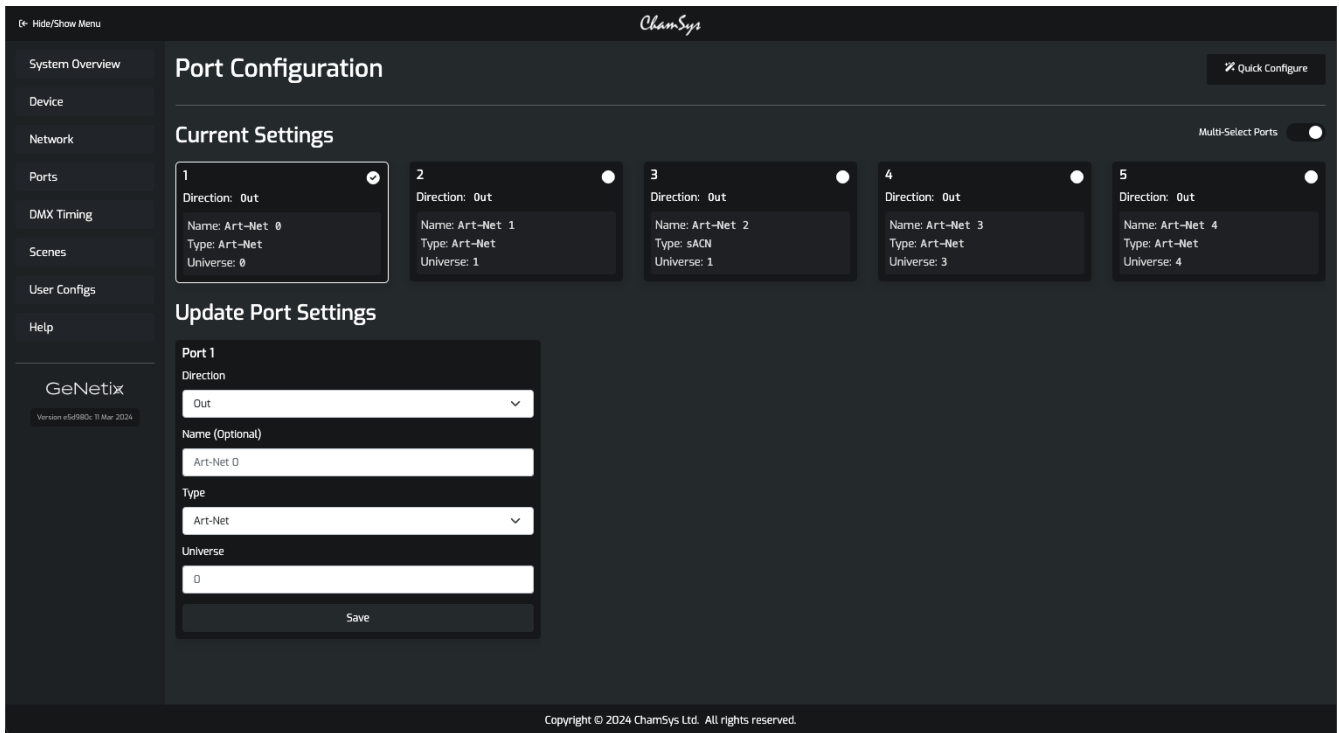 Hide/Show Menu
ChamSys
System Overview
Device
Network
Ports
DMX Timing
Scenes
User Configs
Help
GeNetix
Version e5d980c 11 Mar 2024
Port Configuration
Quick Configure
Current Settings
Multi-Select Ports
1
Direction: Out
Name: Art-Net 0
Type: Art-Net
Universe: 0
2
Direction: Out
Name: Art-Net 1
Type: Art-Net
Universe: 1
3
Direction: Out
Name: Art-Net 2
Type: sACN
Universe: 1
4
Direction: Out
Name: Art-Net 3
Type: Art-Net
Universe: 3
5
Direction: Out
Name: Art-Net 4
Type: Art-Net
Universe: 4
Update Port Settings
Port 1
Direction
Out
Name (Optional)
Art-Net 0
Type
Art-Net
Universe
0
Save
Copyright © 2024 ChamSys Ltd. All rights reserved.